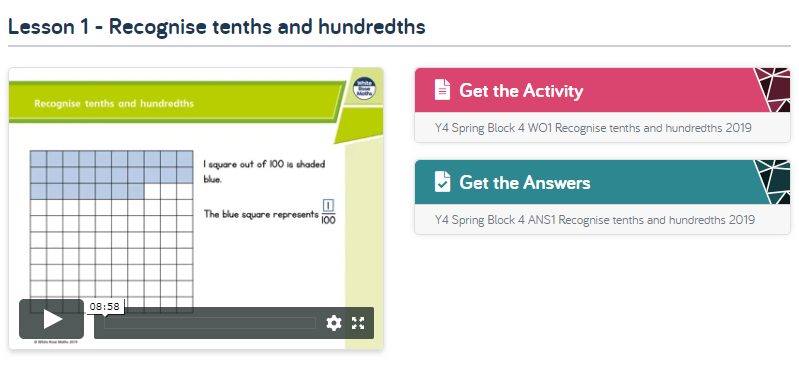 Lesson 1 - Recognise tenths and hundredths
Recognise tenths and hundredths
White
Rose
Maths
1 square out of 100 is shaded
blue.
The blue square represents 1/100
08:58
© White Rose Maths 2019
Get the Activity
Y4 Spring Block 4 WO1 Recognise tenths and hundredths 2019
Get the Answers
Y4 Spring Block 4 ANS1 Recognise tenths and hundredths 2019